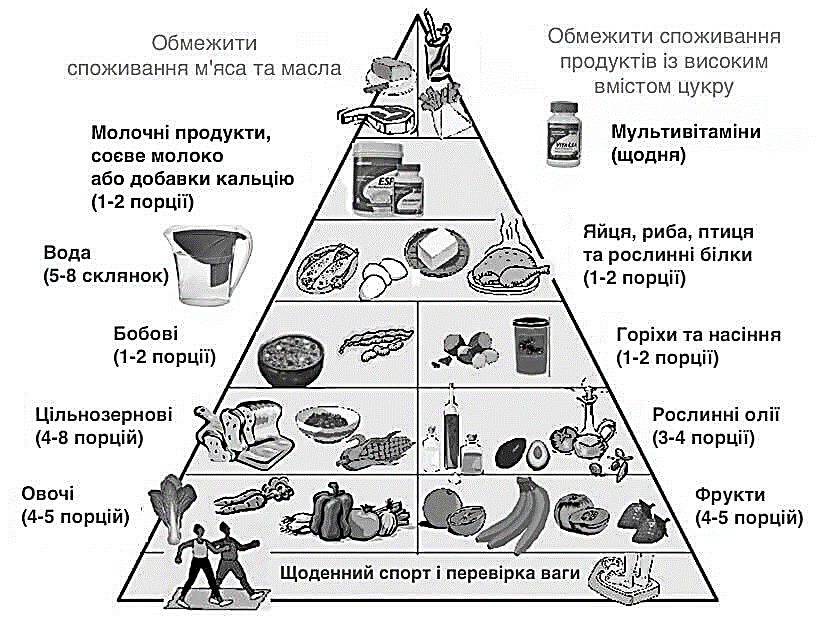 Обмежити
споживання м'яса та масла
Обмежити споживання
продуктів із високим
вмістом цукру
Молочні продукти,
соєве молоко
або добавки кальцію
(1-2 порції)
Мультивітаміни
(щодня)
Вода
(5-8 склянок)
Яйця, риба, птиця
та рослинні білки
(1-2 порції)
Бобові
(1-2 порції)
Горіхи та насіння
(1-2 порції)
Цільнозернові
(4-8 порцій)
Рослинні олії
(3-4 порції)
Овочі
(4-5 порцій)
Фрукти
(4-5 порцій)
Щоденний спорт і перевірка ваги